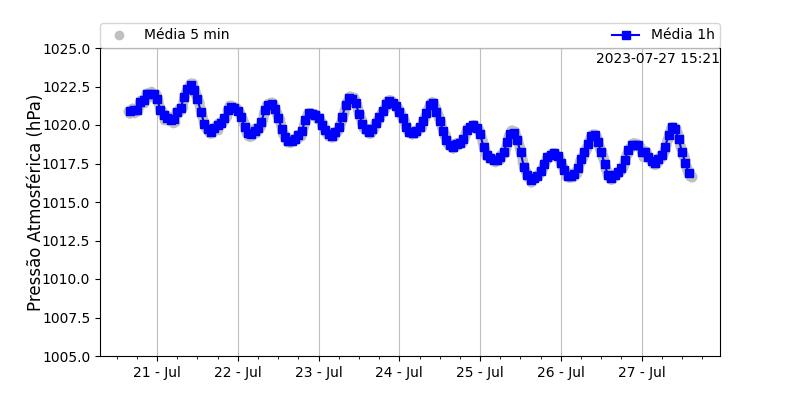 Média 5 min
Média 1h
2023-07-27 15:21
Pressão Atmosférica (hPa)
1025.0
1022.5
1020.0
1017.5
1015.0
1012.5
1010.0
1007.5
1005.0
21 - Jul
22 - Jul
23 - Jul
24 - Jul
25 - Jul
26 - Jul
27 - Jul